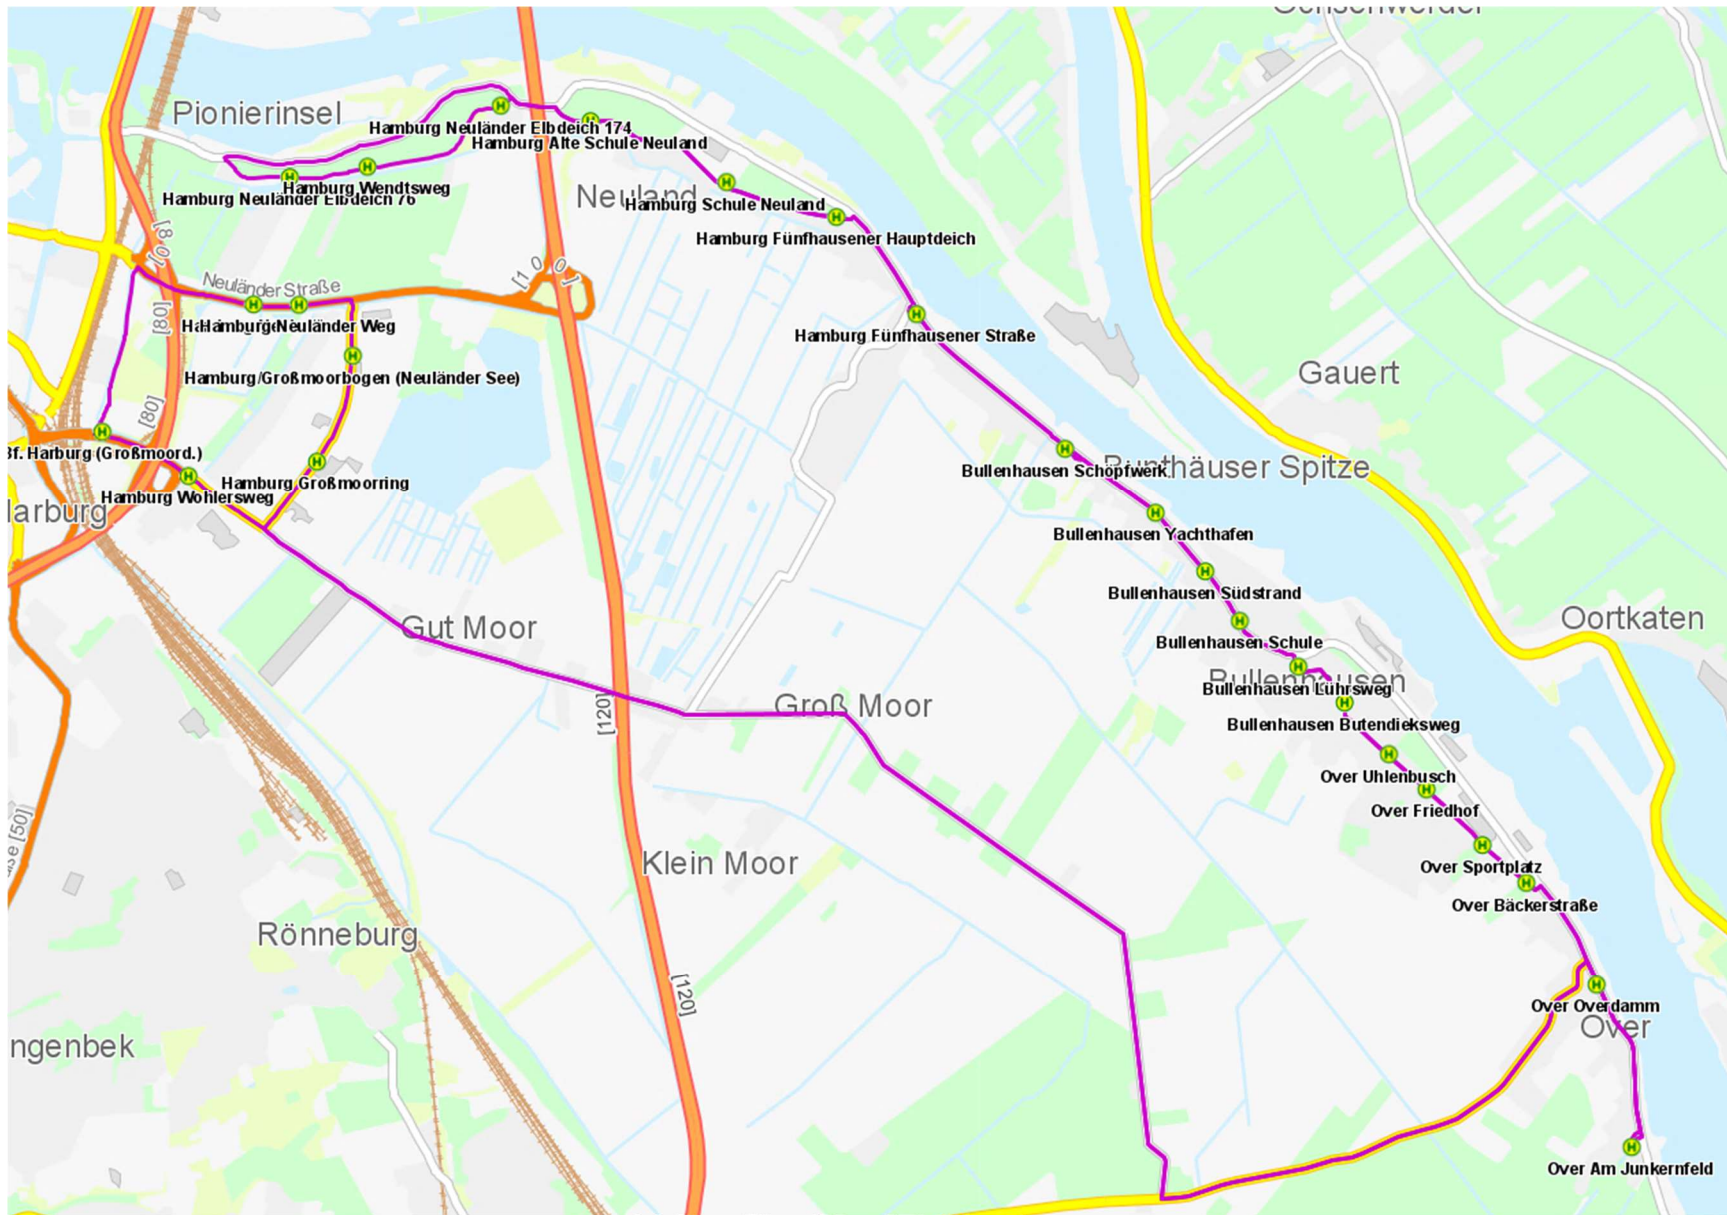 Ochsenwerder
Pionierinsel
Hamburg Neuländer Elbdeich 174
Hamburg Alte Schule Neuland
Hamburg Wendtsweg
Hamburg Neuländer Elbdeich 76
Neuland
Hamburg Schule Neuland
Hamburg Fünfhausener Hauptdeich
[80]
[100]
Neuländer Straße
Hamburg Neuländer Weg
[80]
Hamburg Fünfhausener Straße
Gauert
Hamburg/Großmoorbogen (Neuländer See)
[80]
Bf. Harburg (Großmoord.)
Bunthäuser Spitze
Bullenhausen Schöpfwerk
Hamburg Großmoorring
Hamburg Wohlersweg
Harburg
Bullenhausen Yachthafen
Bullenhausen Südstrand
Oortkaten
Gut Moor
Bullenhausen Schule
Bullenhausen
Bullenhausen Lührsweg
[120]
Groß Moor
Bullenhausen Butendieksweg
Over Uhlenbusch
Over Friedhof
[50]
Klein Moor
Over Sportplatz
Over Bäckerstraße
Rönneburg
[120]
Over Overdamm
Over
ngenbek
Over Am Junkernfeld